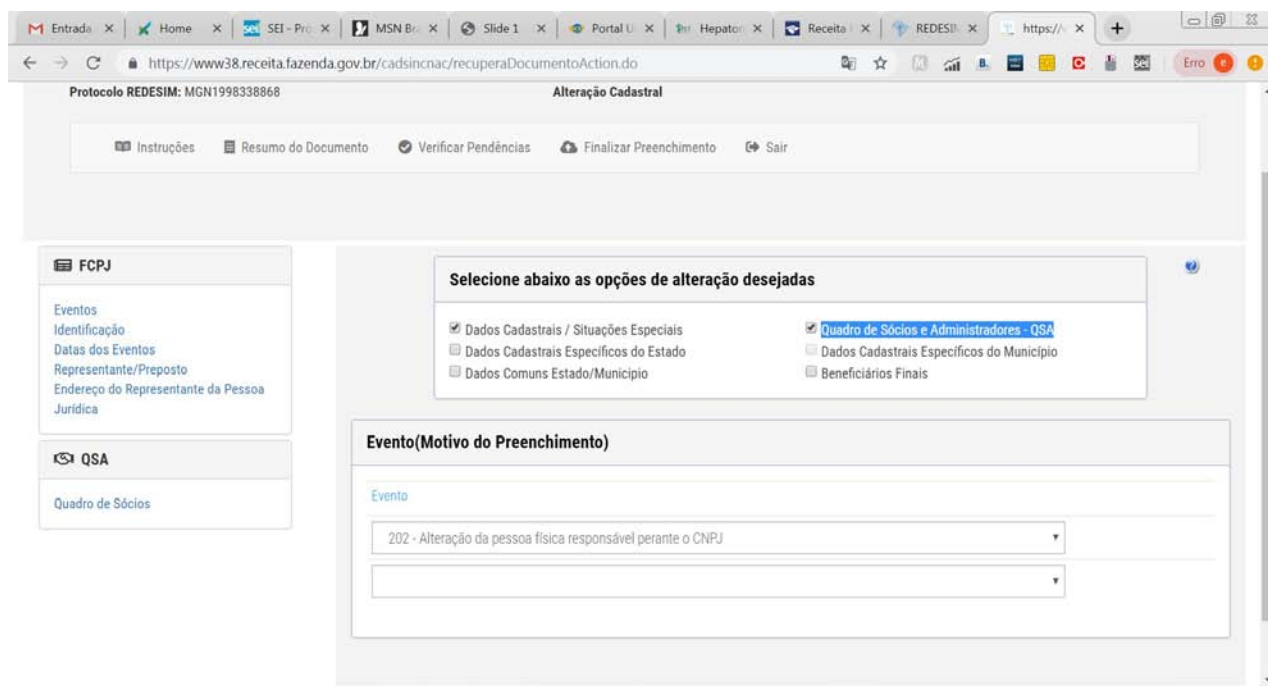 Entrada
Home
SEI - Pro
MSN Br
Slide 1
Portal U
Hepator
Receita
REDESI
https://
https://www38.receita.fazenda.gov.br/cadsincnac/recuperaDocumentoAction.do
Erro
e
Protocolo REDESIM: MGN1998338868
Alteração Cadastral
Instruções
Resumo do Documento
Verificar Pendências
Finalizar Preenchimento
Sair
FCPJ
Eventos
Identificação
Datas dos Eventos
Representante/Preposto
Endereço do Representante da Pessoa
Jurídica
QSA
Quadro de Sócios
Selecione abaixo as opções de alteração desejadas
Dados Cadastrais / Situações Especiais
Quadro de Sócios e Administradores - QSA
Dados Cadastrais Específicos do Estado
Dados Cadastrais Específicos do Município
Dados Comuns Estado/Município
Beneficiários Finais
Evento(Motivo do Preenchimento)
Evento
202 - Alteração da pessoa física responsável perante o CNPJ